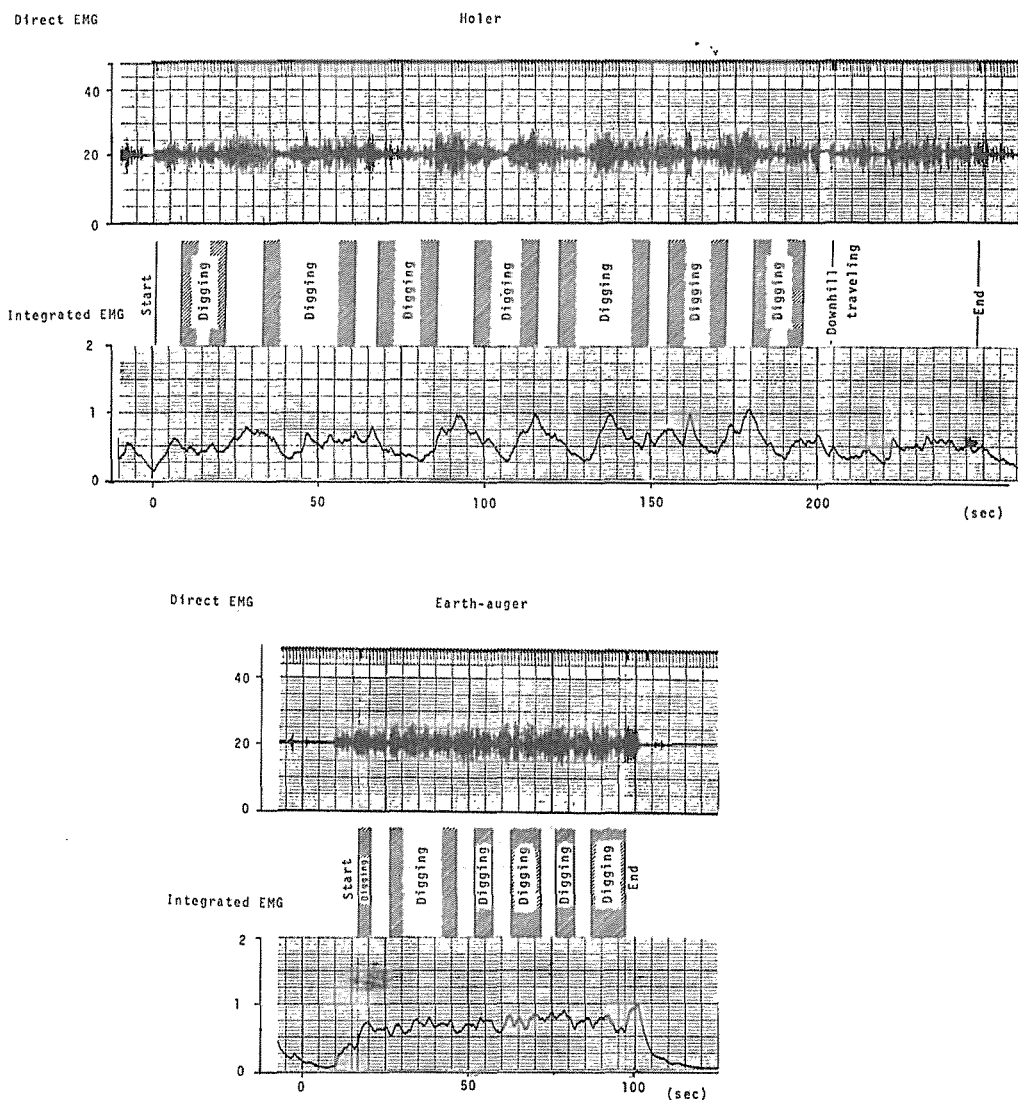 Direct EMG
Holer
40
20
0
Start
Digging
Digging
Digging
Digging
Digging
Digging
Digging
Downhill
traveling
End
Integrated EMG
2
1
0
0
50
100
150
200
(sec)
Direct EMG
Earth-auger
40
20
0
Start
Digging
Digging
Digging
Digging
Digging
Digging
End
Integrated EMG
2
1
0
0
50
100
(sec)